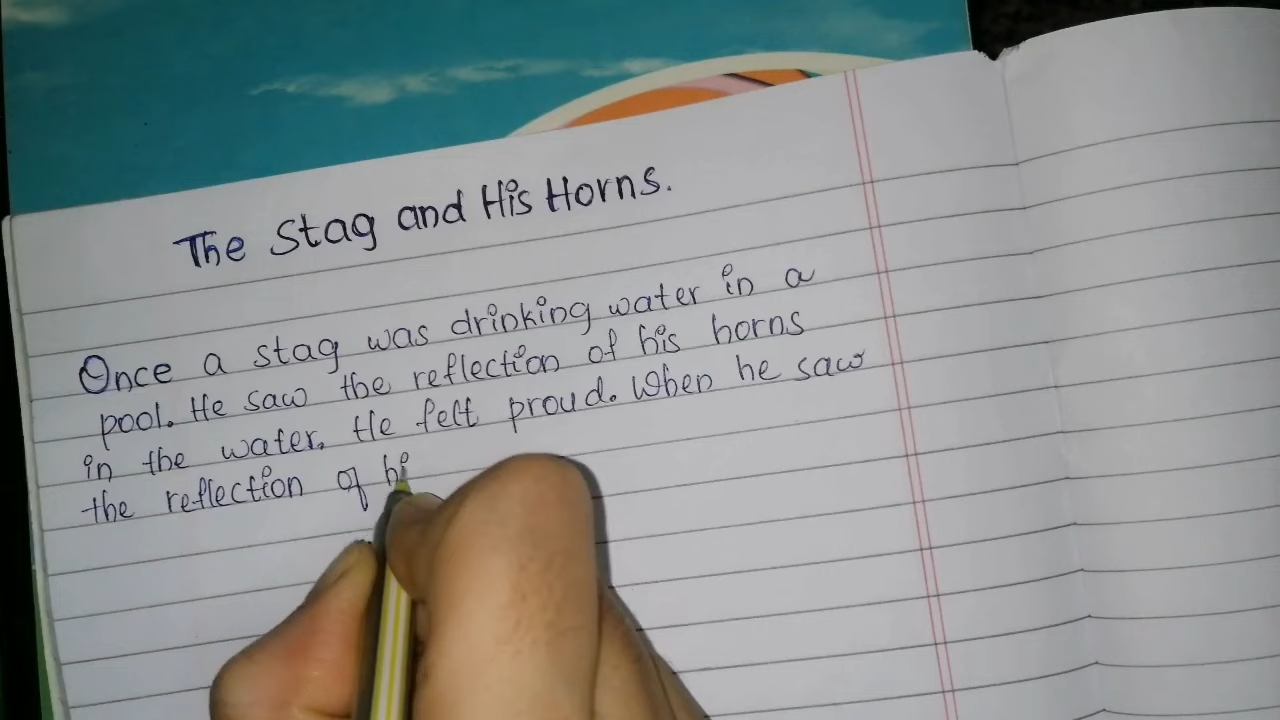 The Stag and His Horns.
Once a stag was drinking water in a
pool. He saw the reflection of his horns
in the water. He felt proud. When he saw
the reflection of hi